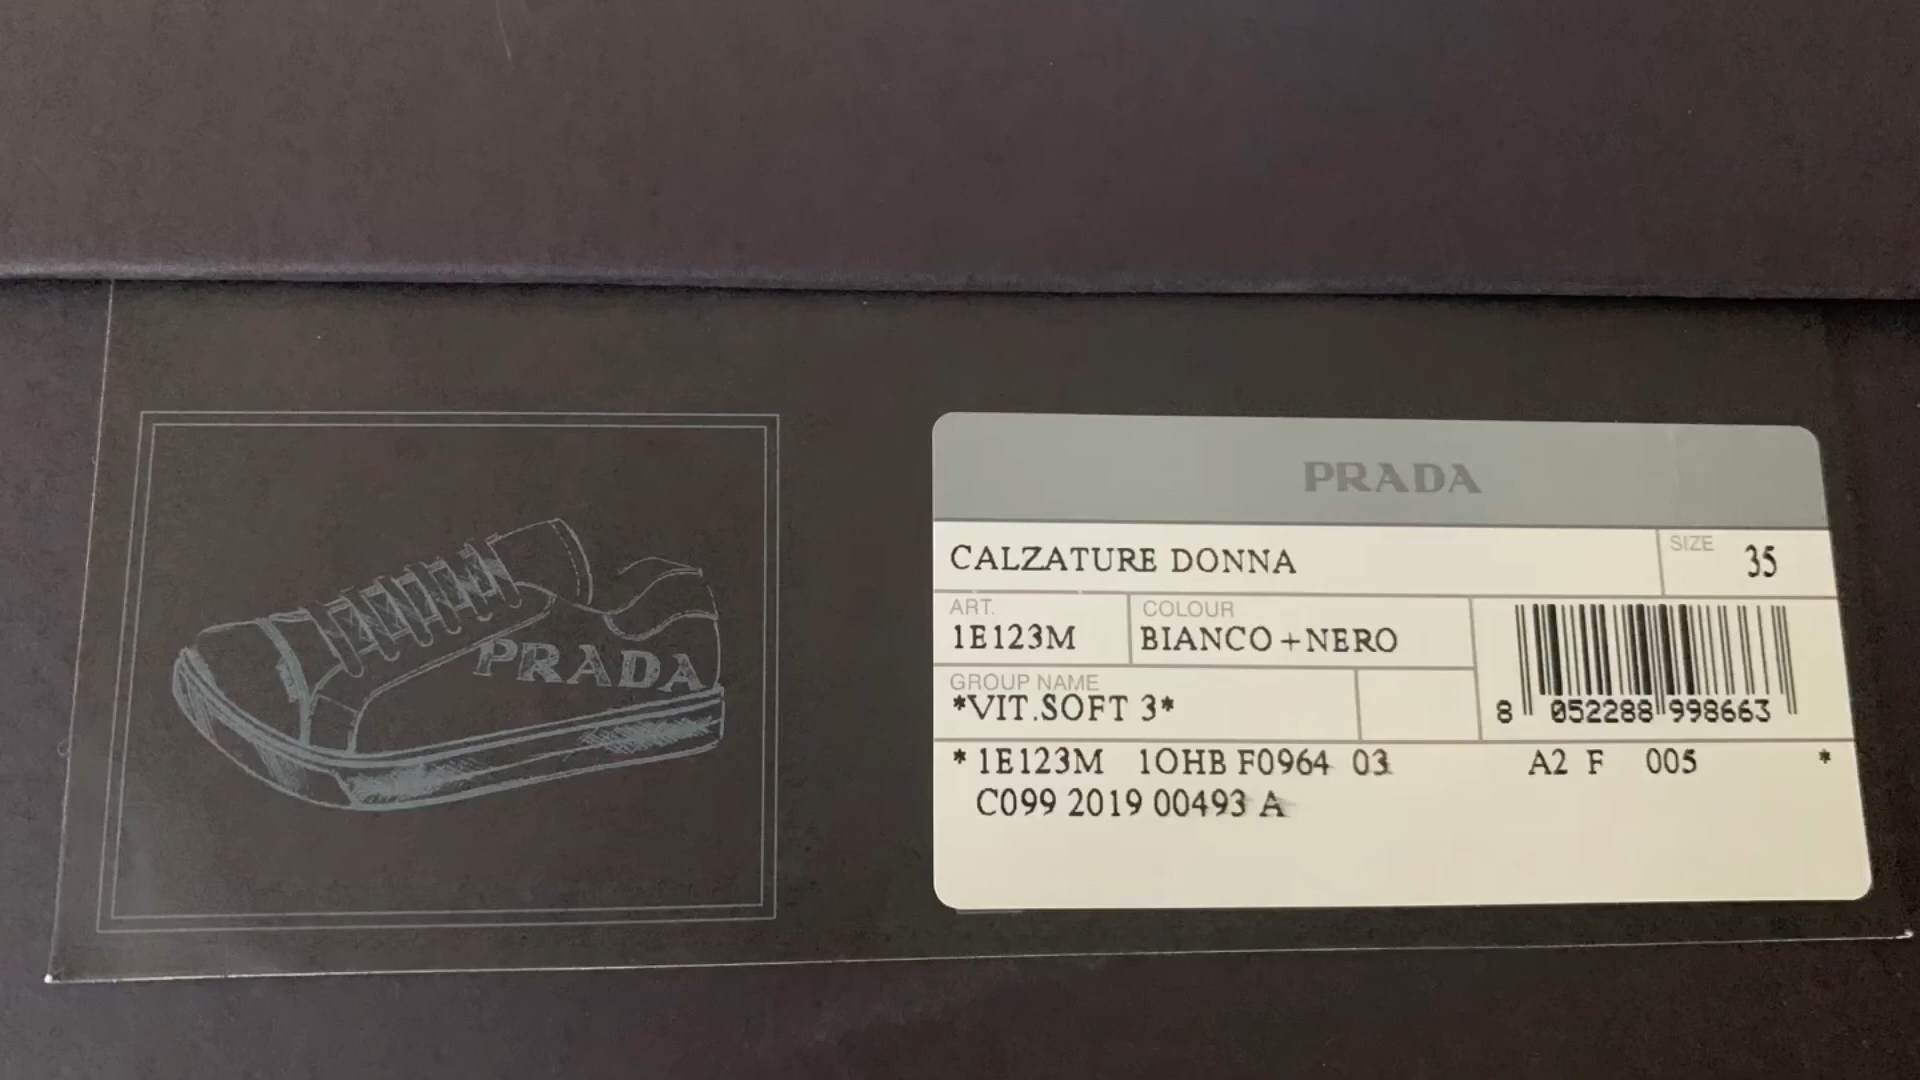 PRADA
PRADA
CALZATURE DONNA
SIZE 35
ART.
1E123M
COLOUR
BIANCO+NERO
GROUP NAME
*VIT.SOFT 3*
8 052288 998663
* 1E123M 1OHB F0964 03 A2 F 005 *
C099 2019 00493 A